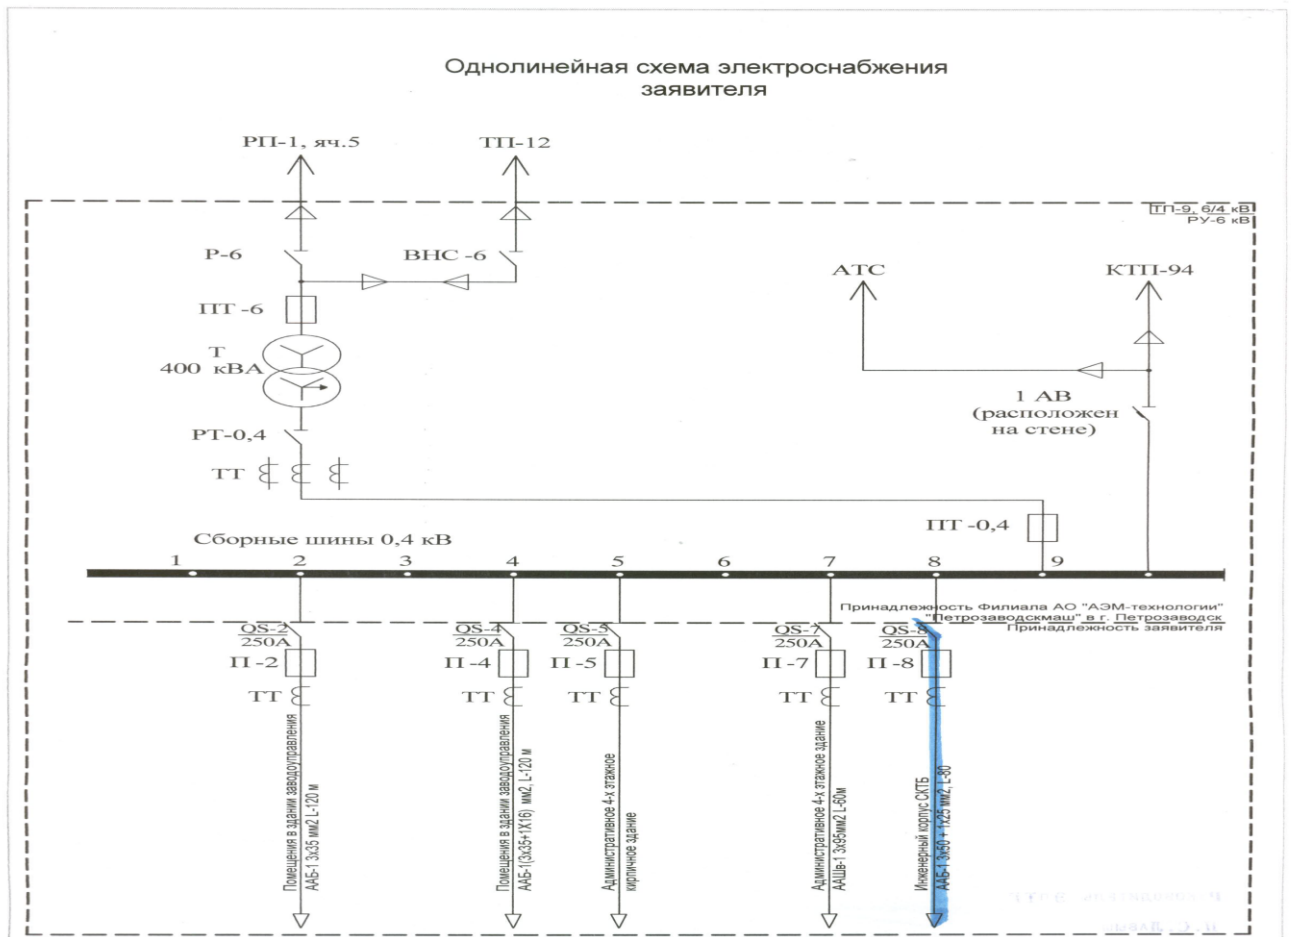 Однолинейная схема электроснабжения
заявителя
РП-1, яч.5
ТП-12
ТП-9, 6/4 кВ
РУ-6 кВ
Р-6
ВНС -6
АТС
КТП-94
ПТ -6
Т
400 кВА
1 АВ
(расположен
на стене)
РТ-0,4
ТТ
ПТ -0,4
Сборные шины 0,4 кВ
1 2 3 4 5 6 7 8 9
Принадлежность Филиала АО "АЭМ-технологии"
"Петрозаводскмаш" в г. Петрозаводск
Принадлежность заявителя
QS-2
250А
П -2
ТТ
Помещения в здании заводоуправления
ААБ-1 3х35 мм2 L-120 м
QS-4
250А
П -4
ТТ
Помещения в здании заводоуправления
ААБ-1(3х35+1Х16) мм2, L-120 м
QS-5
250А
П -5
ТТ
Административное 4-х этажное
кирпичное здание
QS-7
250А
П -7
ТТ
Административное 4-х этажное здание
ААШв-1 3х95мм2 L-60м
QS-8
250А
П -8
ТТ
Инженерный корпус СКТБ
ААБ-1 3х50 + 1х25 мм2, L-80